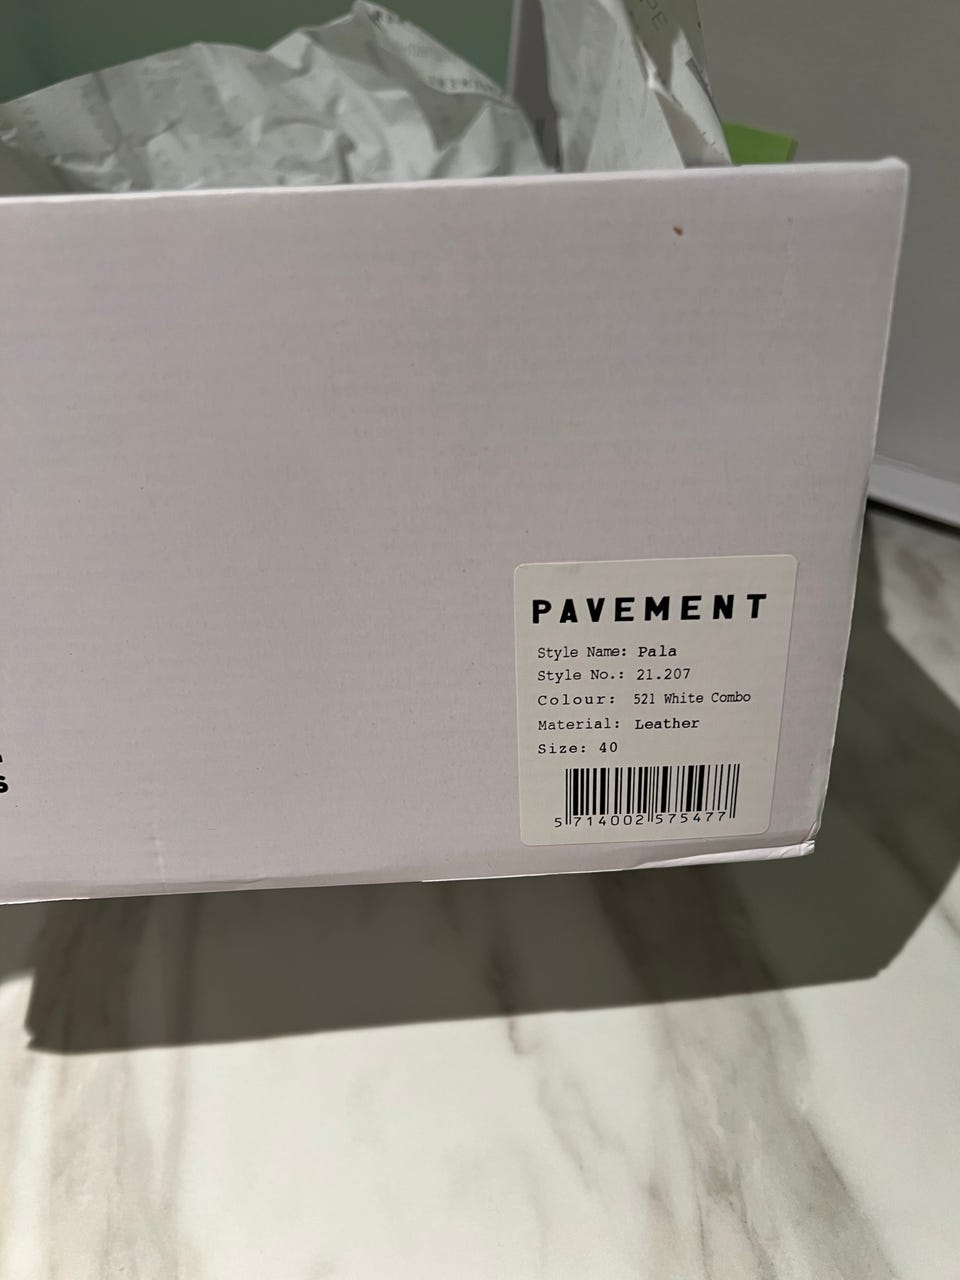 PAVEMENT
Style Name: Pala
Style No.: 21.207
Colour: 521 White Combo
Material: Leather
Size: 40
5 714002 575477
s